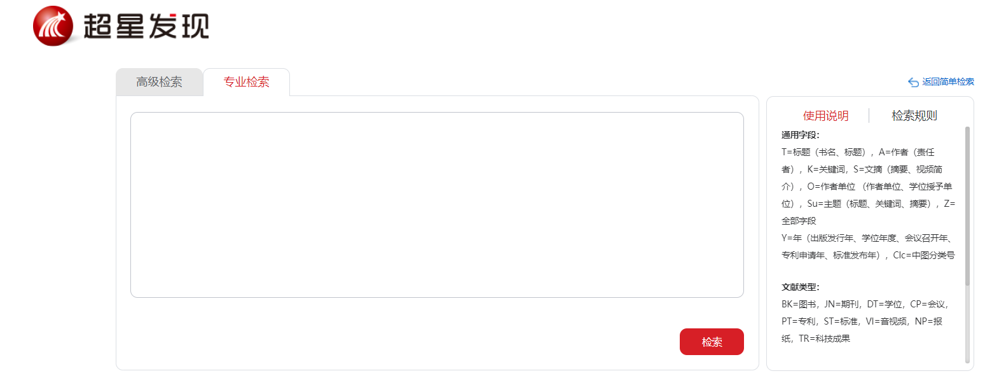 超星发现
高级检索
专业检索
返回简单检索
使用说明
检索规则
通用字段：
T=标题（书名、标题），A=作者（责任
者），K=关键词，S=文摘（摘要、视频简
介），O=作者单位 （作者单位、学位授予单
位），Su=主题（标题、关键词、摘要），Z=
全部字段
Y=年（出版发行年、学位年度、会议召开年、
专利申请年、标准发布年），Clc=中图分类号
文献类型：
BK=图书，JN=期刊，DT=学位，CP=会议，
PT=专利，ST=标准，VI=音视频，NP=报
纸，TR=科技成果
检索